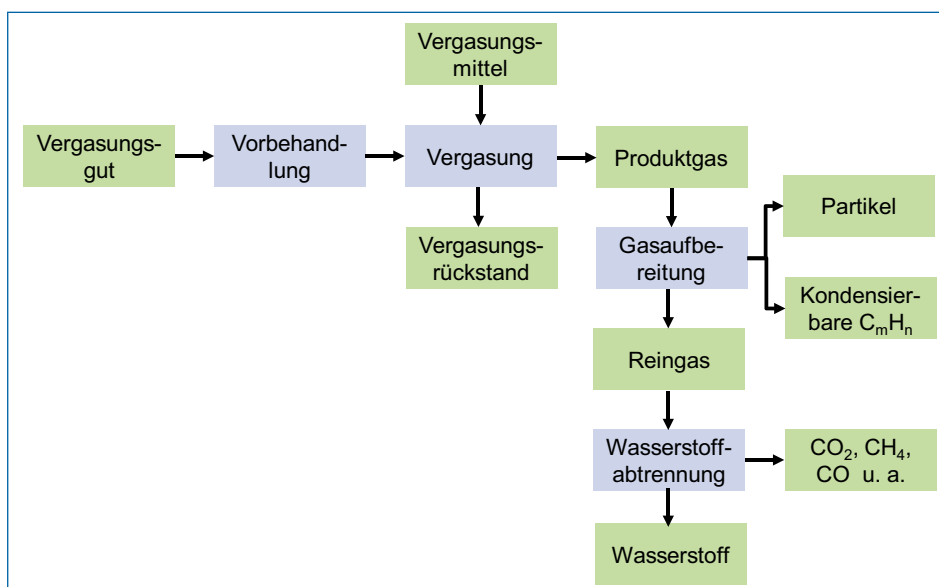 Vergasungs-
mittel
Vergasungs-
gut
Vorbehand-
lung
Vergasung
Produktgas
Partikel
Vergasungs-
rückstand
Gasaufbe-
reitung
Kondensier-
bare CₘHₙ
Reingas
Wasserstoff-
abtrennung
CO₂, CH₄,
CO u. a.
Wasserstoff